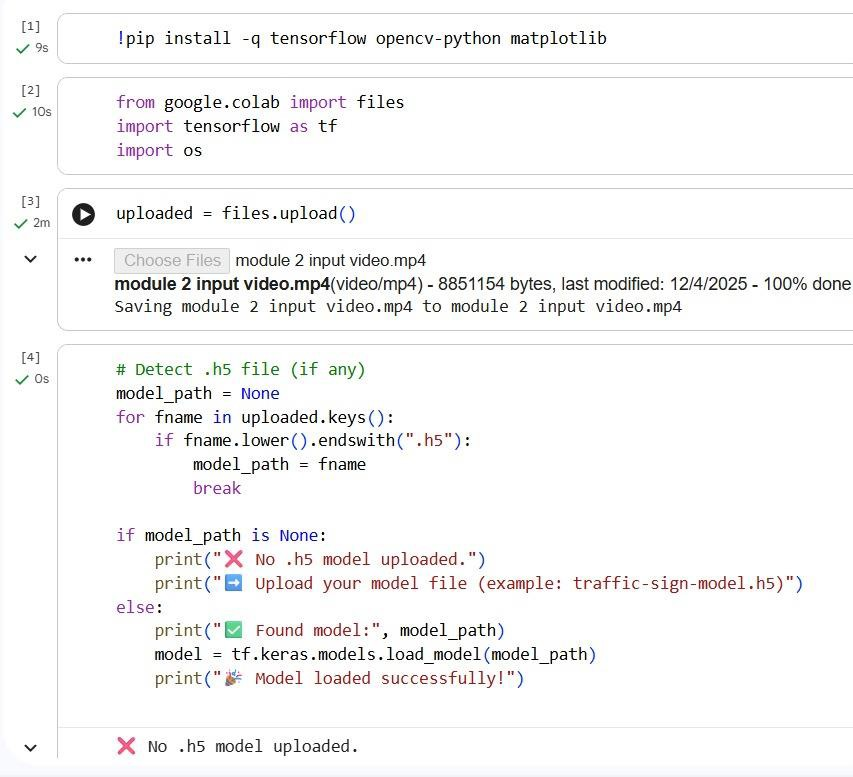 [1]
9s
!pip install -q tensorflow opencv-python matplotlib
[2]
10s
from google.colab import files
import tensorflow as tf
import os
[3]
2m
uploaded = files.upload()
Choose Files module 2 input video.mp4
module 2 input video.mp4(video/mp4) - 8851154 bytes, last modified: 12/4/2025 - 100% done
Saving module 2 input video.mp4 to module 2 input video.mp4
[4]
0s
# Detect .h5 file (if any)
model_path = None
for fname in uploaded.keys():
    if fname.lower().endswith(".h5"):
        model_path = fname
        break
if model_path is None:
    print("❌ No .h5 model uploaded.")
    print("➡️ Upload your model file (example: traffic-sign-model.h5)")
else:
    print("✅ Found model:", model_path)
    model = tf.keras.models.load_model(model_path)
    print("🎉 Model loaded successfully!")
❌ No .h5 model uploaded.